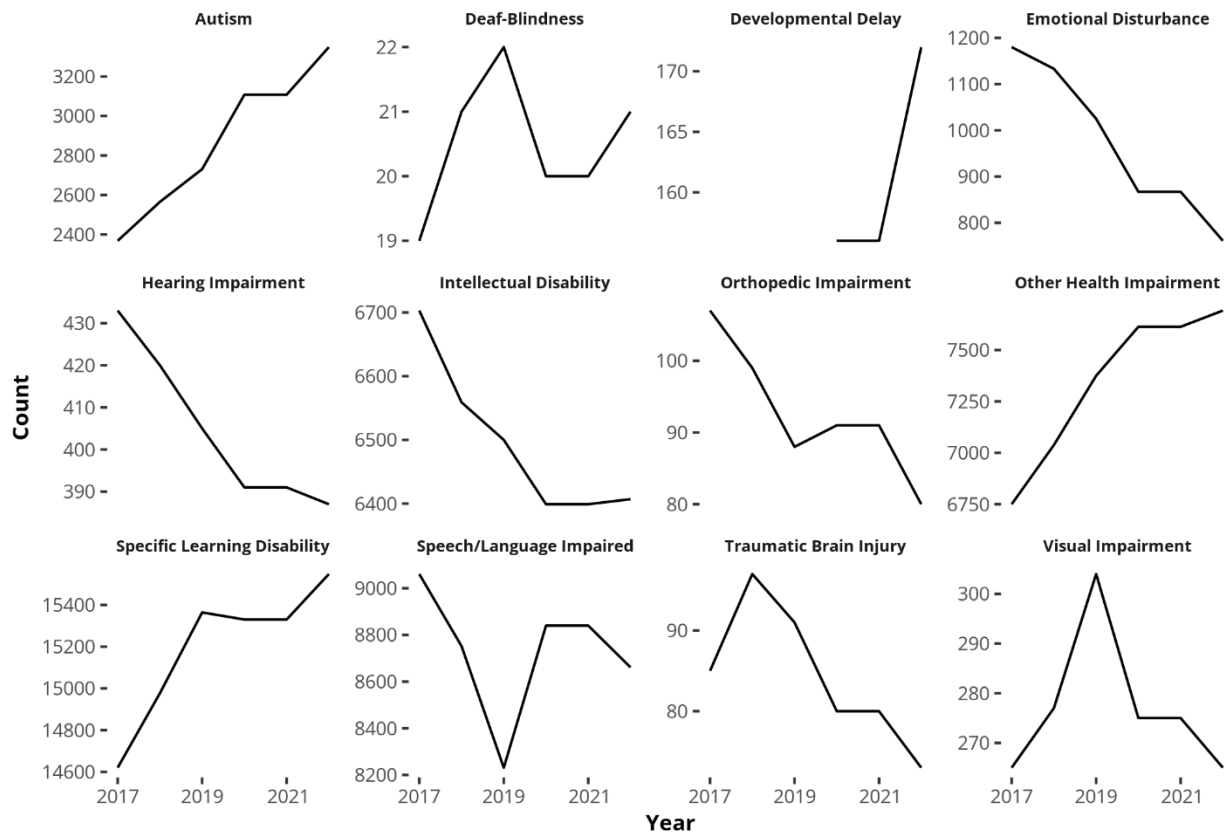 Autism
Deaf-Blindness
Developmental Delay
Emotional Disturbance
3200
3000
2800
2600
2400
22
21
20
19
170
165
160
1200
1100
1000
900
800
Hearing Impairment
Intellectual Disability
Orthopedic Impairment
Other Health Impairment
430
420
410
400
390
6700
6600
6500
6400
100
90
80
7500
7250
7000
6750
Count
Specific Learning Disability
Speech/Language Impaired
Traumatic Brain Injury
Visual Impairment
15400
15200
15000
14800
14600
9000
8800
8600
8400
8200
90
80
300
290
280
270
2017 2019 2021
2017 2019 2021
2017 2019 2021
2017 2019 2021
Year